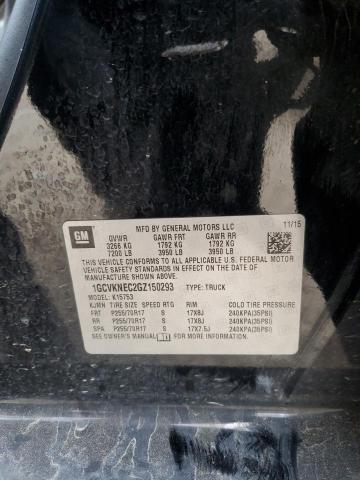 GM
MFD BY GENERAL MOTORS LLC
GVWR GAWR FRT GAWR RR 11/15
3266 KG 1792 KG 1792 KG
7200 LB 3950 LB 3950 LB
THIS VEHICLE CONFORMS TO ALL APPLICABLE U.S. FEDERAL MOTOR
VEHICLE SAFETY STANDARDS IN EFFECT ON THE DATE OF
MANUFACTURE SHOWN ABOVE.
1GCVKNEC2GZ150293 TYPE: TRUCK
MODEL: K15753
KJMN TIRE SIZE SPEED RTG RIM COLD TIRE PRESSURE
FRT P255/70R17 S 17X8J 240KPA(35PSI)
RR P255/70R17 S 17X8J 240KPA(35PSI)
SPA P255/70R17 S 17X7.5J 240KPA(35PSI)
SEE OWNER'S MANUAL FOR MORE INFORMATION.